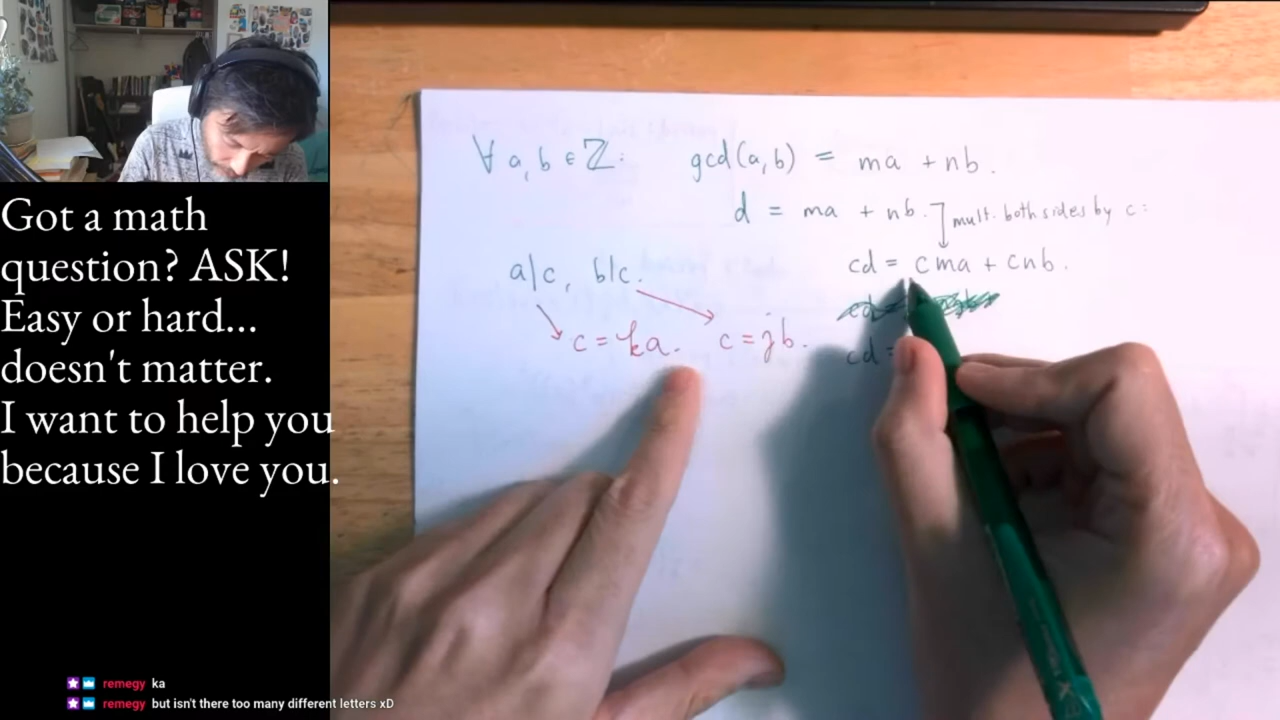 Got a math
question? ASK!
Easy or hard...
doesn't matter.
I want to help you
because I love you.
remegy ka
remegy but isn't there too many different letters xD
∀ a, b ∈ ℤ: gcd(a, b) = ma + nb.
d = ma + nb. mult. both sides by c:
a|c, b|c. cd = cma + cnb.
c = ka. c = jb. cd =